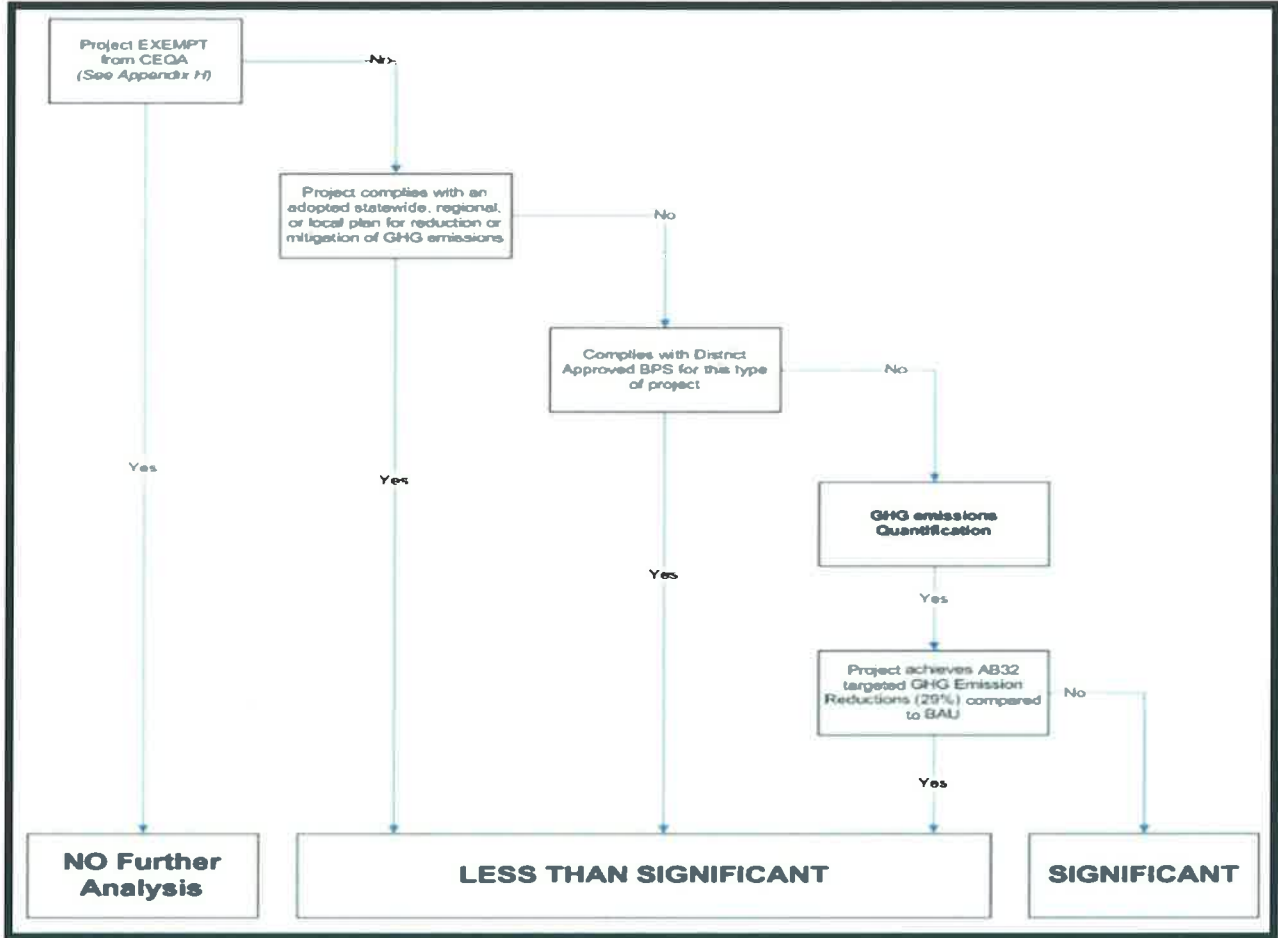 Project EXEMPT
from CEQA
(See Appendix H)
No
Project complies with an
adopted statewide, regional,
or local plan for reduction or
mitigation of GHG emissions
No
Complies with District
Approved BPS for this type
of project
No
Yes
Yes
GHG emissions
Quantification
Yes
Yes
Project achieves AB32
targeted GHG Emission
Reductions (29%) compared
to BAU
No
Yes
NO Further
Analysis
LESS THAN SIGNIFICANT
SIGNIFICANT